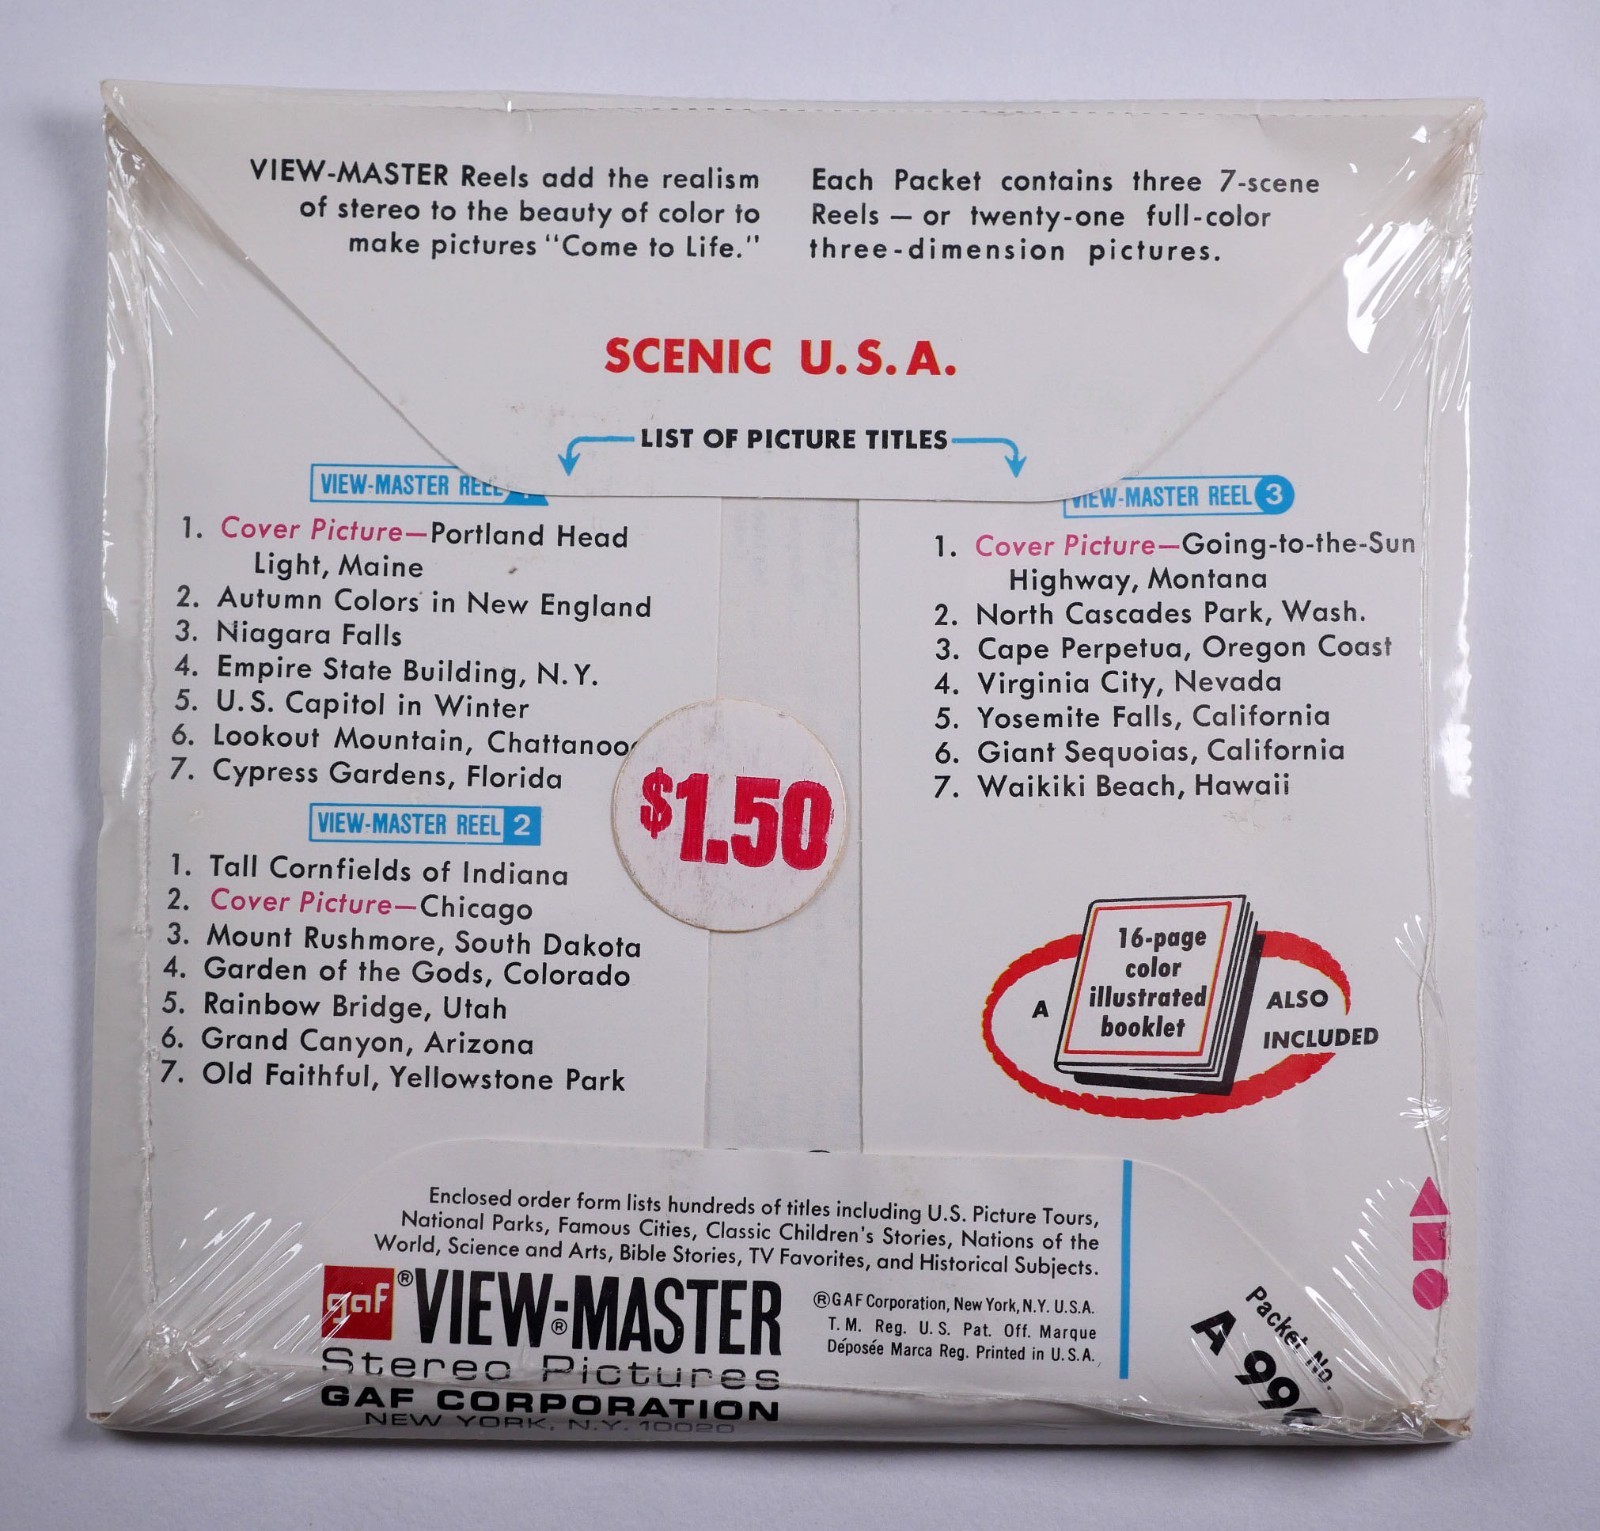 VIEW-MASTER Reels add the realism
of stereo to the beauty of color to
make pictures "Come to Life."
Each Packet contains three 7-scene
Reels — or twenty-one full-color
three-dimension pictures.
SCENIC U.S.A.
LIST OF PICTURE TITLES
VIEW-MASTER REEL
1. Cover Picture—Portland Head
Light, Maine
2. Autumn Colors in New England
3. Niagara Falls
4. Empire State Building, N.Y.
5. U.S. Capitol in Winter
6. Lookout Mountain,
7. Cypress Gardens, Florida
VIEW-MASTER REEL 2
1. Tall Cornfields of Indiana
2. Cover Picture—Chicago
3. Mount Rushmore, South Dakota
4. Garden of the Gods, Colorado
5. Rainbow Bridge, Utah
6. Grand Canyon, Arizona
7. Old Faithful, Yellowstone Park
$1.50
VIEW-MASTER REEL 3
1. Cover Picture—Going-to-the-Sun
Highway, Montana
2. North Cascades Park, Wash.
3. Cape Perpetua, Oregon Coast
4. Virginia City, Nevada
5. Yosemite Falls, California
6. Giant Sequoias, California
7. Waikiki Beach, Hawaii
A
16-page
color
illustrated
booklet
ALSO
INCLUDED
Enclosed order form lists hundreds of titles including U.S. Picture Tours,
National Parks, Famous Cities, Classic Children's Stories, Nations of the
World, Science and Arts, Bible Stories, TV Favorites, and Historical Subjects.
gaf ® VIEW-MASTER ®
Stereo Pictures
GAF CORPORATION
NEW YORK, N.Y. 10020
®GAF Corporation, New York, N.Y. U.S.A.
T.M. Reg. U.S. Pat. Off. Marque
Déposée Marca Reg. Printed in U.S.A.
Packet No.
A